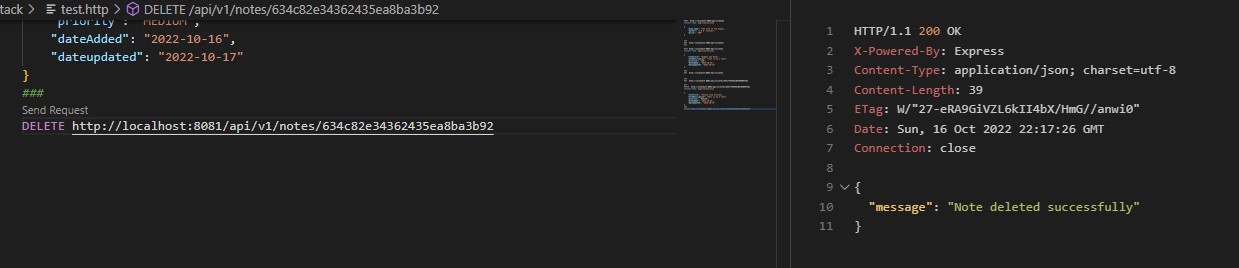 tack > test.http > DELETE /api/v1/notes/634c82e34362435ea8ba3b92
"priority": "MEDIUM",
"dateAdded": "2022-10-16",
"dateupdated": "2022-10-17"
}
###
Send Request
DELETE http://localhost:8081/api/v1/notes/634c82e34362435ea8ba3b92
1 HTTP/1.1 200 OK
2 X-Powered-By: Express
3 Content-Type: application/json; charset=utf-8
4 Content-Length: 39
5 ETag: W/"27-eRA9GiVZL6kII4bX/HmG//anwi0"
6 Date: Sun, 16 Oct 2022 22:17:26 GMT
7 Connection: close
8
9 {
10 "message": "Note deleted successfully"
11 }